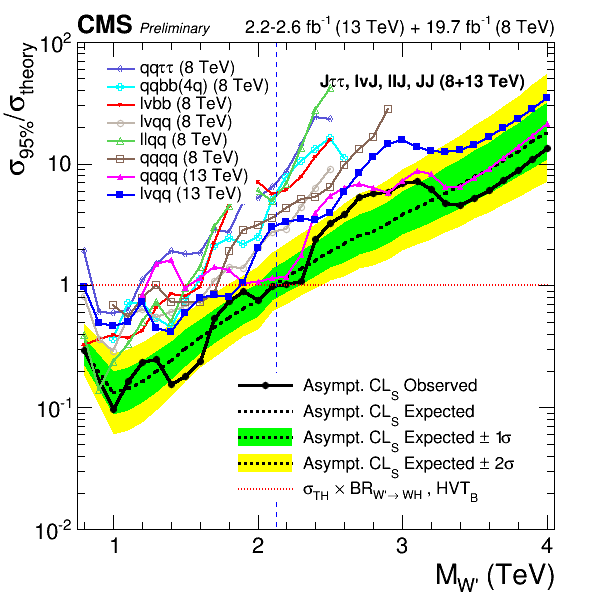 CMS Preliminary 2.2-2.6 fb⁻¹ (13 TeV) + 19.7 fb⁻¹ (8 TeV)
σ95%/σtheory
10²
10
1
10⁻¹
10⁻²
Jττ, lνJ, llJ, JJ (8+13 TeV)
qqττ (8 TeV)
qqbb(4q) (8 TeV)
lvbb (8 TeV)
lvqq (8 TeV)
llqq (8 TeV)
qqqq (8 TeV)
qqqq (13 TeV)
lvqq (13 TeV)
Asympt. CLS Observed
Asympt. CLS Expected
Asympt. CLS Expected ± 1σ
Asympt. CLS Expected ± 2σ
σTH × BRW'→WH , HVTB
1 2 3 4
MW' (TeV)